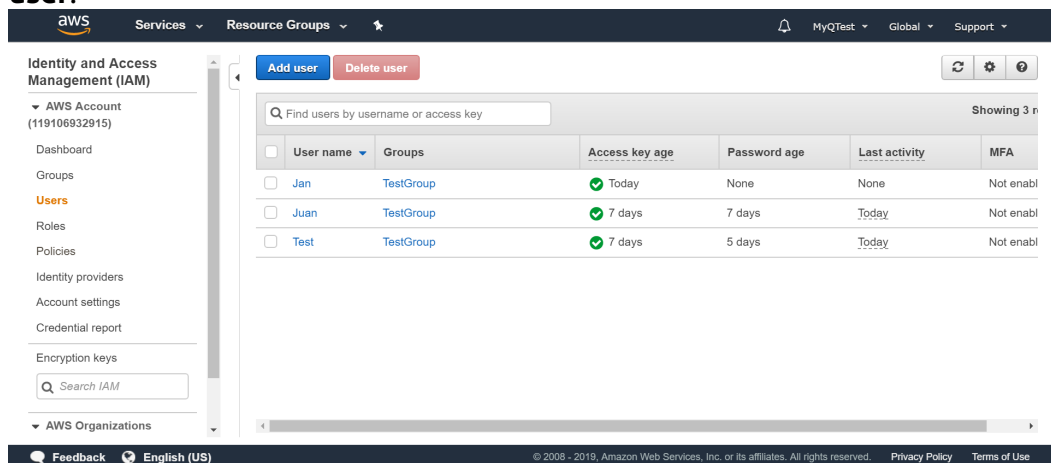 user.
aws Services Resource Groups MyQTest Global Support
Identity and Access
Management (IAM)
AWS Account
(119106932915)
Dashboard
Groups
Users
Roles
Policies
Identity providers
Account settings
Credential report
Encryption keys
Search IAM
AWS Organizations
Add user Delete user
Find users by username or access key
Showing 3 r
User name Groups Access key age Password age Last activity MFA
Jan TestGroup Today None None Not enabl
Juan TestGroup 7 days 7 days Today Not enabl
Test TestGroup 7 days 5 days Today Not enabl
Feedback English (US) © 2008 - 2019, Amazon Web Services, Inc. or its affiliates. All rights reserved. Privacy Policy Terms of Use